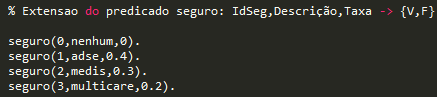 % Extensao do predicado seguro: IdSeg,Descrição,Taxa -> {V,F}
seguro(0,nenhum,0).
seguro(1,adse,0.4).
seguro(2,medis,0.3).
seguro(3,multicare,0.2).